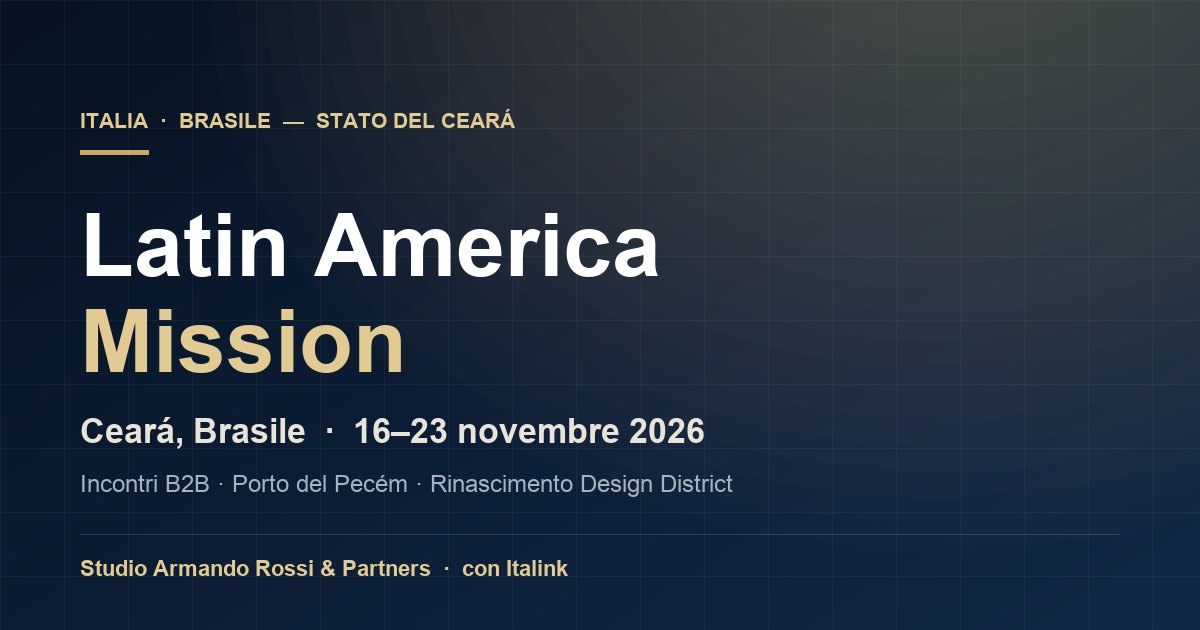 ITALIA · BRASILE — STATO DEL CEARÁ
Latin America
Mission
Ceará, Brasile · 16–23 novembre 2026
Incontri B2B · Porto del Pecém · Rinascimento Design District
Studio Armando Rossi & Partners · con Italink